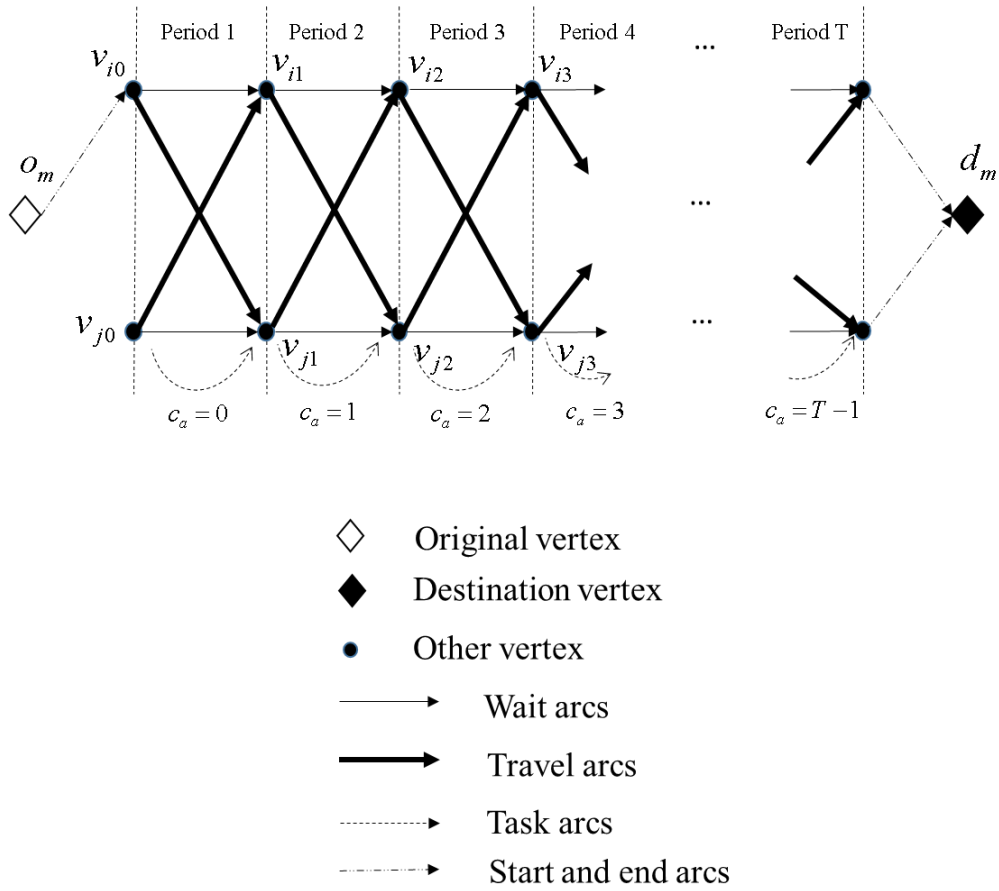 Period 1 Period 2 Period 3 Period 4 ... Period T
v_{i0} v_{i1} v_{i2} v_{i3}
o_m ... d_m
v_{j0} v_{j1} v_{j2} v_{j3} ...
c_a = 0 c_a = 1 c_a = 2 c_a = 3 c_a = T − 1
Original vertex
Destination vertex
Other vertex
Wait arcs
Travel arcs
Task arcs
Start and end arcs